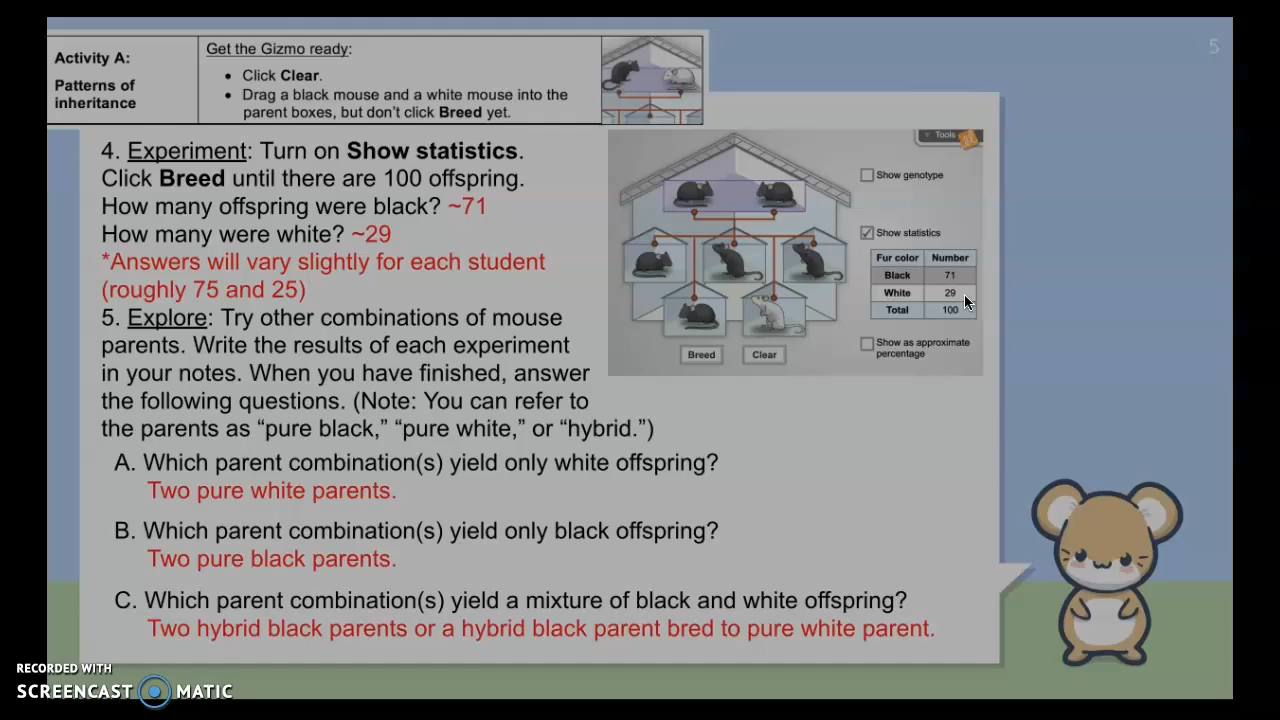 5
Activity A:
Patterns of
inheritance
Get the Gizmo ready:
• Click Clear.
• Drag a black mouse and a white mouse into the
parent boxes, but don't click Breed yet.
4. Experiment: Turn on Show statistics.
Click Breed until there are 100 offspring.
How many offspring were black? ~71
How many were white? ~29
*Answers will vary slightly for each student
(roughly 75 and 25)
5. Explore: Try other combinations of mouse
parents. Write the results of each experiment
in your notes. When you have finished, answer
the following questions. (Note: You can refer to
the parents as “pure black,” “pure white,” or “hybrid.”)
Tools
Show genotype
Show statistics
Fur color Number
Black 71
White 29
Total 100
Show as approximate
percentage
Breed Clear
A. Which parent combination(s) yield only white offspring?
Two pure white parents.
B. Which parent combination(s) yield only black offspring?
Two pure black parents.
C. Which parent combination(s) yield a mixture of black and white offspring?
Two hybrid black parents or a hybrid black parent bred to pure white parent.
RECORDED WITH
SCREENCAST MATIC